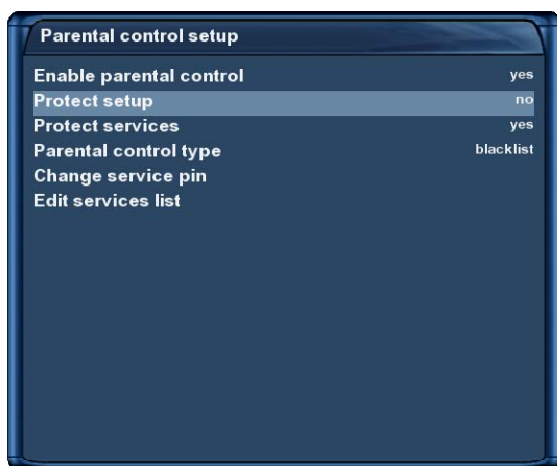 Parental control setup
Enable parental control yes
Protect setup no
Protect services yes
Parental control type blacklist
Change service pin
Edit services list